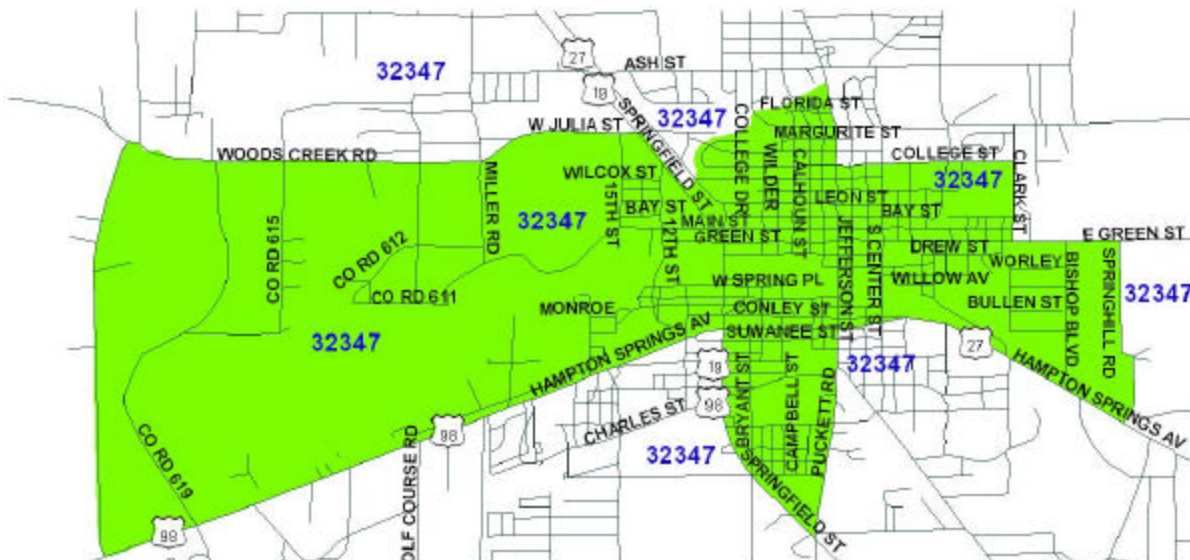 27
ASH ST
32347
19
SPRINGFIELD ST
32347
COLLEGE DR
FLORIDA ST
W JULIA ST
MARGURITE ST
WOODS CREEK RD
COLLEGE ST
CLARK ST
WILDER
CALHOUN ST
MILLER RD
WILCOX ST
32347
15TH ST
LEON ST
32347
BAY ST
BAY ST
MAIN ST
12TH ST
GREEN ST
JEFFERSON ST
S CENTER ST
E GREEN ST
CO RD 615
CO RD 612
DREW ST
WORLEY
BISHOP BLVD
SPRINGHILL RD
W SPRING PL
WILLOW AV
CO RD 611
MONROE
CONLEY ST
BULLEN ST
32347
32347
SUWANEE ST
HAMPTON SPRINGS AV
27
19
32347
BRYANT ST
CAMPBELL ST
PUCKETT RD
HAMPTON SPRINGS AV
98
CHARLES ST
98
CO RD 619
OLF COURSE RD
32347
SPRINGFIELD ST
98